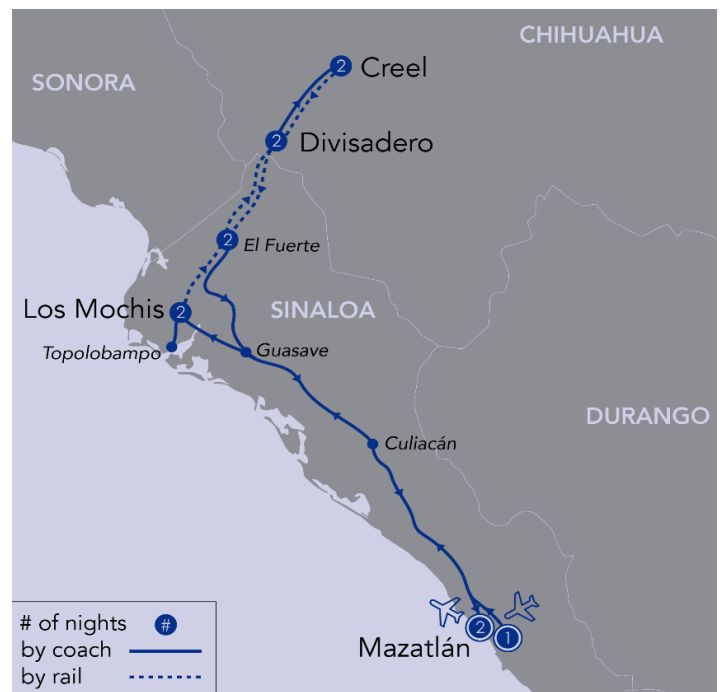 CHIHUAHUA
SONORA
2 Creel
2 Divisadero
2 El Fuerte
Los Mochis 2
SINALOA
Topolobampo
Guasave
DURANGO
Culiacán
Mazatlán 2 1
# of nights #
by coach
by rail